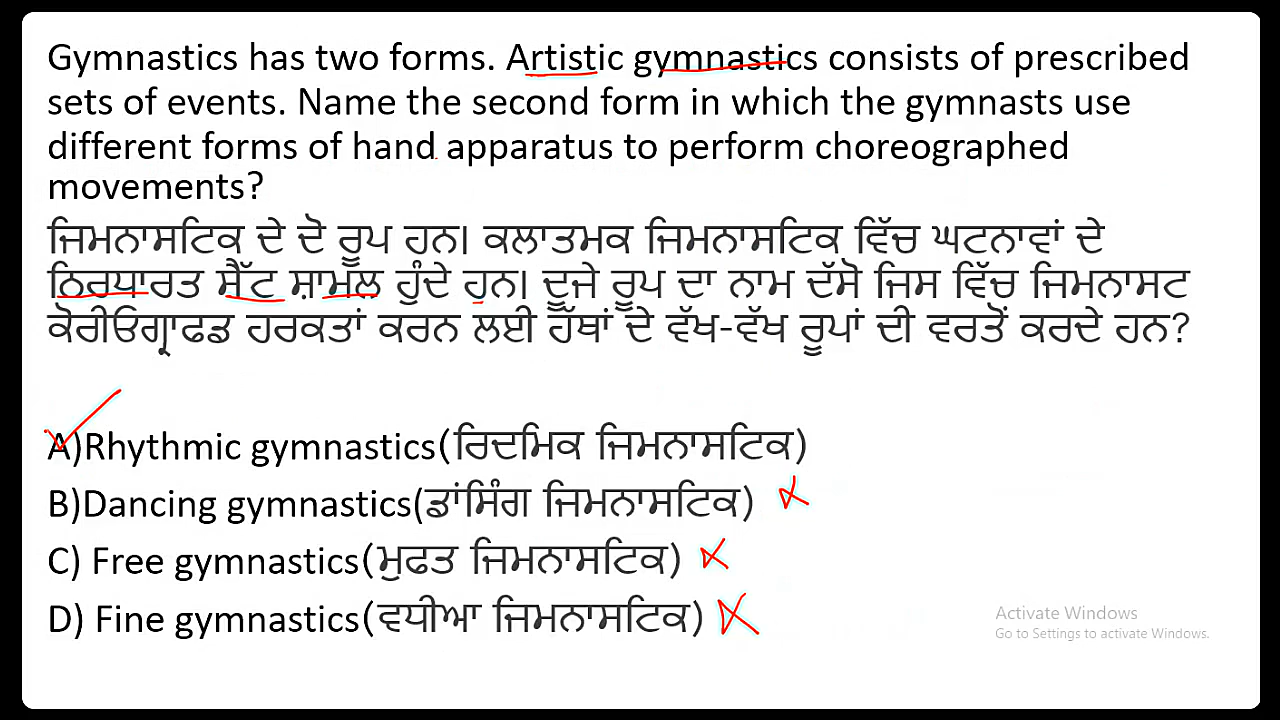 Gymnastics has two forms. Artistic gymnastics consists of prescribed
sets of events. Name the second form in which the gymnasts use
different forms of hand apparatus to perform choreographed
movements?
ਜਿਮਨਾਸਟਿਕ ਦੇ ਦੋ ਰੂਪ ਹਨ। ਕਲਾਤਮਕ ਜਿਮਨਾਸਟਿਕ ਵਿੱਚ ਘਟਨਾਵਾਂ ਦੇ
ਨਿਰਧਾਰਤ ਸੈੱਟ ਸ਼ਾਮਲ ਹੁੰਦੇ ਹਨ। ਦੂਜੇ ਰੂਪ ਦਾ ਨਾਮ ਦੱਸੋ ਜਿਸ ਵਿੱਚ ਜਿਮਨਾਸਟ
ਕੋਰੀਓਗ੍ਰਾਫਡ ਹਰਕਤਾਂ ਕਰਨ ਲਈ ਹੱਥਾਂ ਦੇ ਵੱਖ-ਵੱਖ ਰੂਪਾਂ ਦੀ ਵਰਤੋਂ ਕਰਦੇ ਹਨ?
A)Rhythmic gymnastics(ਰਿਦਮਿਕ ਜਿਮਨਾਸਟਿਕ)
B)Dancing gymnastics(ਡਾਂਸਿੰਗ ਜਿਮਨਾਸਟਿਕ)
C) Free gymnastics(ਮੁਫਤ ਜਿਮਨਾਸਟਿਕ)
D) Fine gymnastics(ਵਧੀਆ ਜਿਮਨਾਸਟਿਕ)
Activate Windows
Go to Settings to activate Windows.